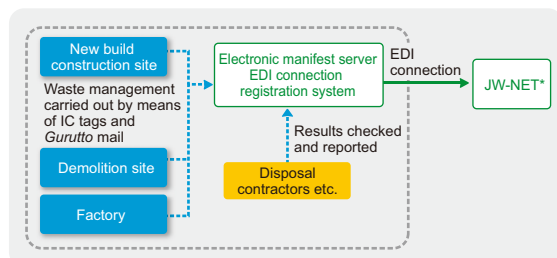 New build
construction site
Waste management
carried out by means
of IC tags and
Gurutto mail
Demolition site
Factory
Electronic manifest server
EDI connection
registration system
Results checked
and reported
Disposal
contractors etc.
EDI
connection
JW-NET*